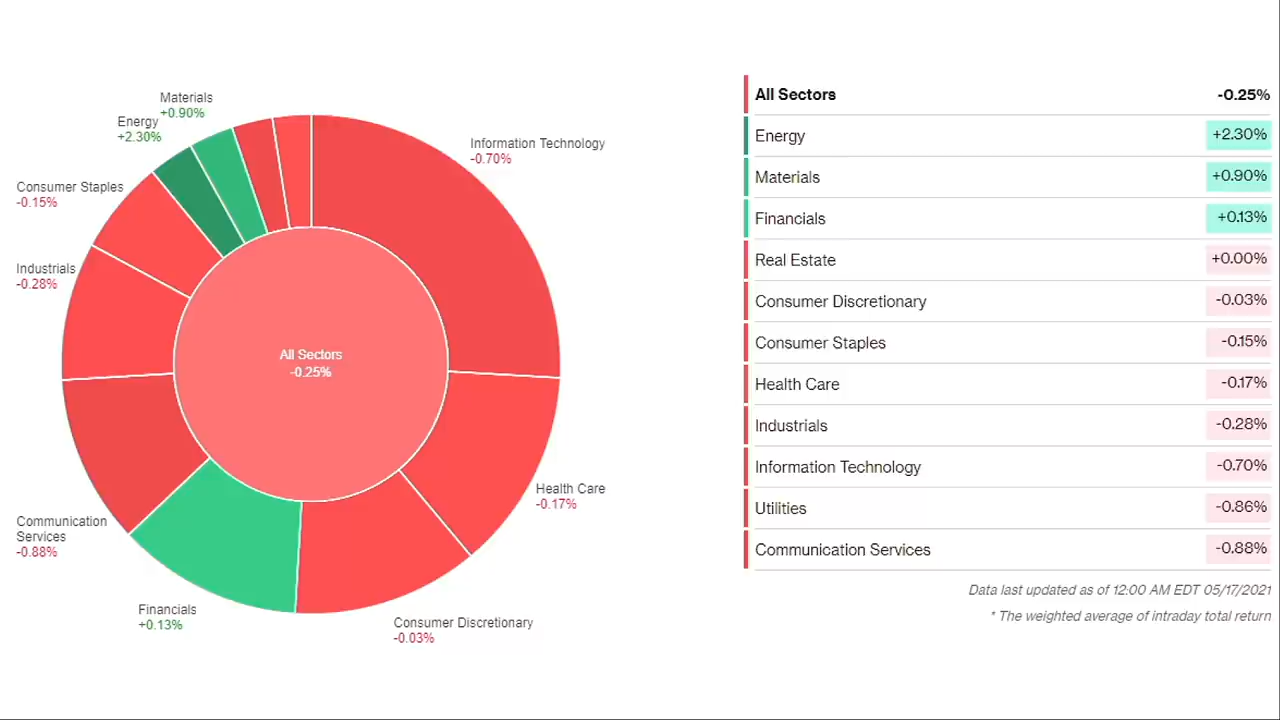 Materials
+0.90%
Energy
+2.30%
Information Technology
-0.70%
Consumer Staples
-0.15%
Industrials
-0.28%
All Sectors
-0.25%
Health Care
-0.17%
Communication
Services
-0.88%
Financials
+0.13%
Consumer Discretionary
-0.03%
All Sectors -0.25%
Energy +2.30%
Materials +0.90%
Financials +0.13%
Real Estate +0.00%
Consumer Discretionary -0.03%
Consumer Staples -0.15%
Health Care -0.17%
Industrials -0.28%
Information Technology -0.70%
Utilities -0.86%
Communication Services -0.88%
Data last updated as of 12:00 AM EDT 05/17/2021
* The weighted average of intraday total return